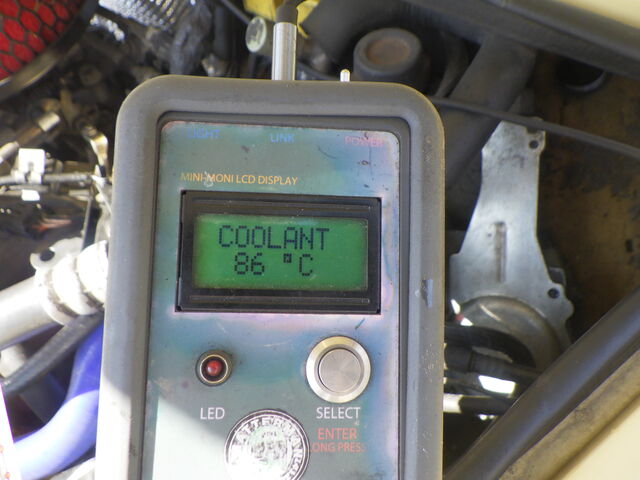 LIGHT LINK POWER
MINI-MONI LCD DISPLAY
COOLANT
86 °C
LED SELECT
ENTER
LONG PRESS